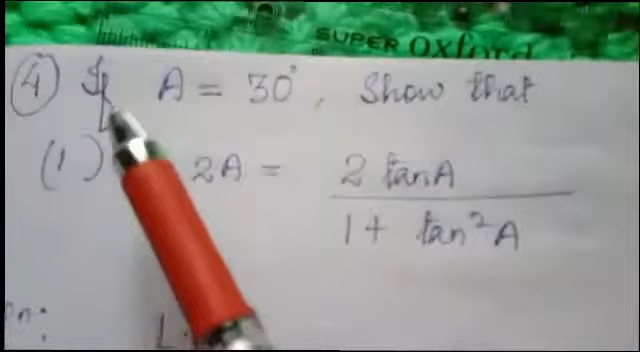 SUPER Oxford
④ If A = 30°, Show that
(1) 2A = 2 tanA / 1 + tan²A
L